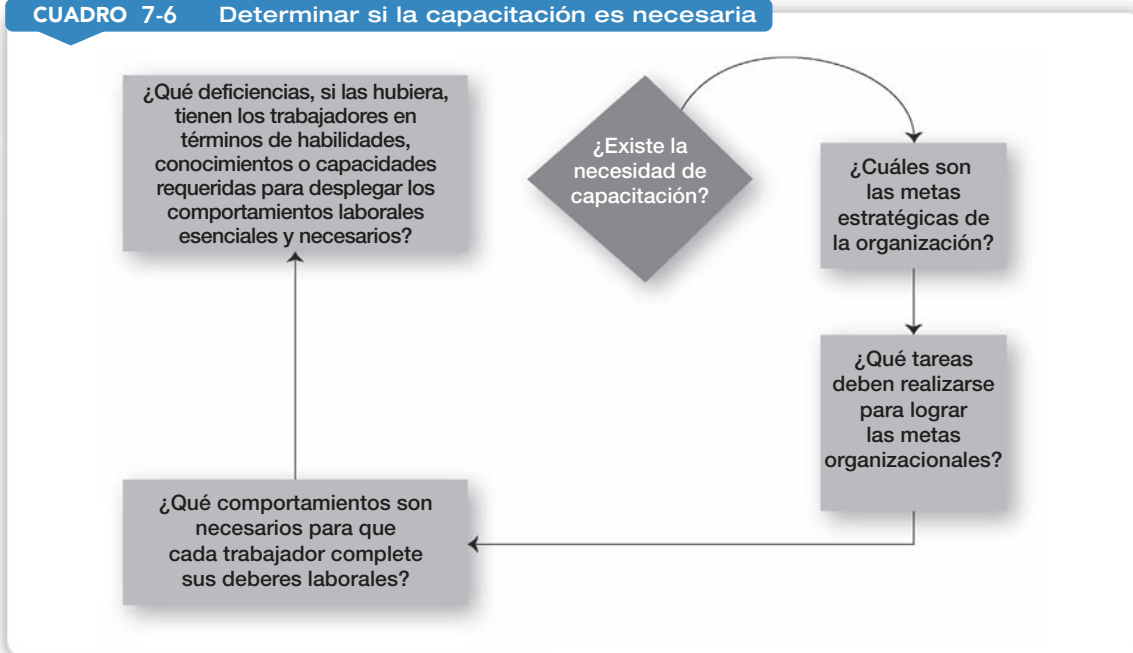 CUADRO 7-6 Determinar si la capacitación es necesaria
¿Existe la
necesidad de
capacitación?
¿Cuáles son
las metas
estratégicas de
la organización?
¿Qué tareas
deben realizarse
para lograr
las metas
organizacionales?
¿Qué comportamientos son
necesarios para que
cada trabajador complete
sus deberes laborales?
¿Qué deficiencias, si las hubiera,
tienen los trabajadores en
términos de habilidades,
conocimientos o capacidades
requeridas para desplegar los
comportamientos laborales
esenciales y necesarios?